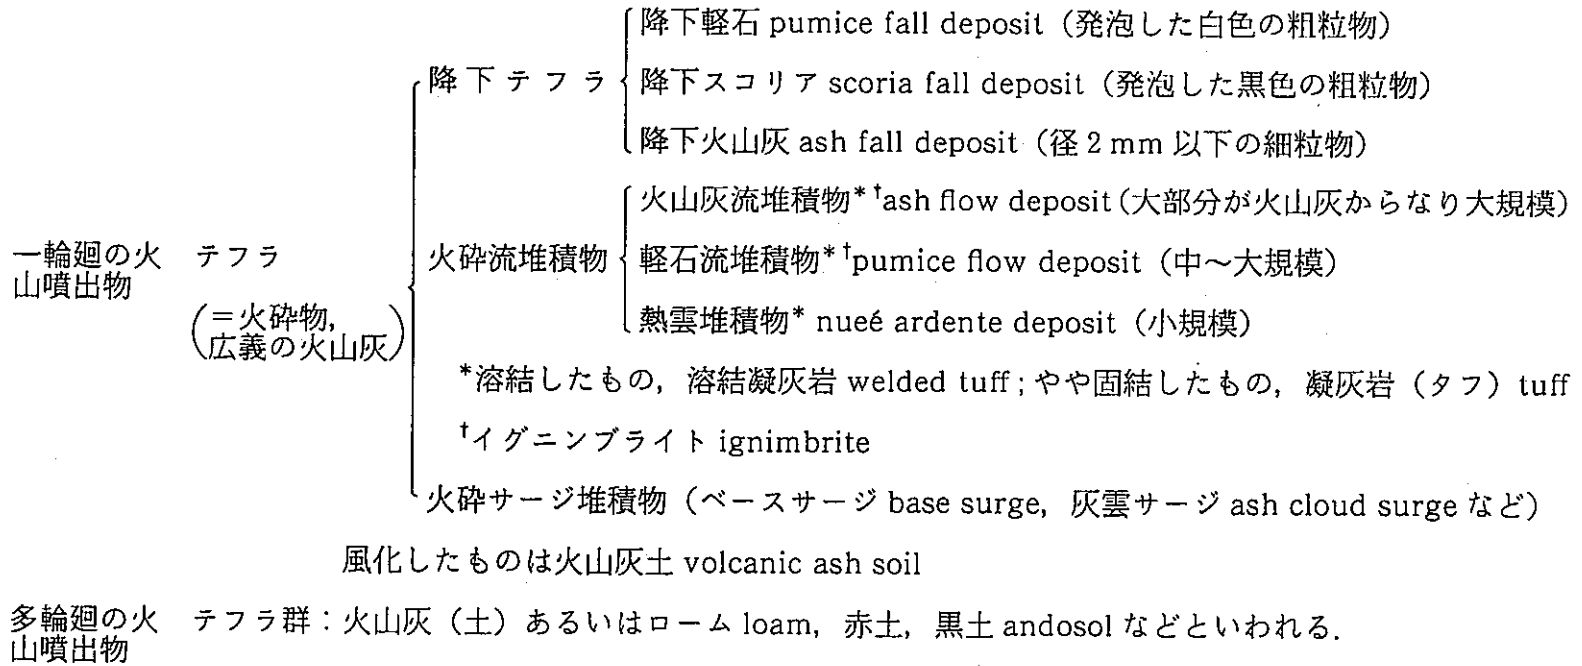 降下軽石 pumice fall deposit（発泡した白色の粗粒物）
降下テフラ 降下スコリア scoria fall deposit（発泡した黒色の粗粒物）
降下火山灰 ash fall deposit（径2 mm 以下の細粒物）
火山灰流堆積物*†ash flow deposit（大部分が火山灰からなり大規模）
一輪廻の火山噴出物 テフラ 火砕流堆積物 軽石流堆積物*†pumice flow deposit（中〜大規模）
（＝火砕物，広義の火山灰） 熱雲堆積物* nueé ardente deposit（小規模）
*溶結したもの，溶結凝灰岩 welded tuff；やや固結したもの，凝灰岩（タフ）tuff
†イグニンブライト ignimbrite
火砕サージ堆積物（ベースサージ base surge，灰雲サージ ash cloud surge など）
風化したものは火山灰土 volcanic ash soil
多輪廻の火山噴出物 テフラ群：火山灰（土）あるいはローム loam，赤土，黒土 andosol などといわれる．